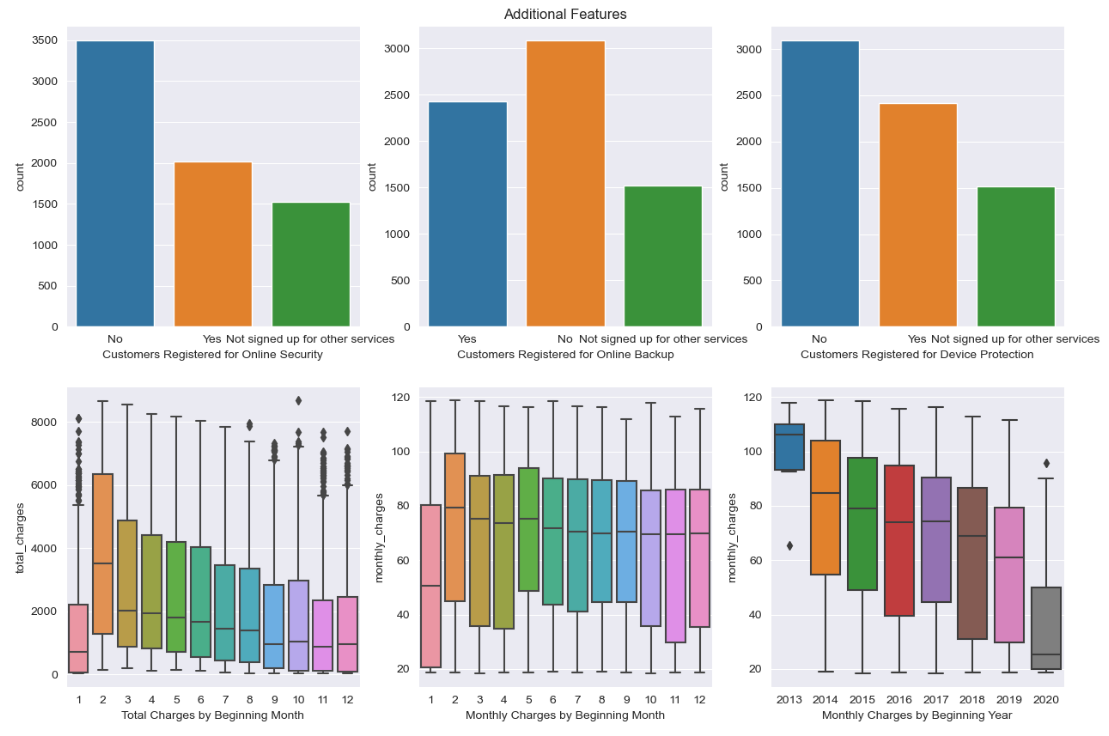 Additional Features
3500
3000
2500
2000
1500
1000
500
0
count
No
Yes
Not signed up for other services
Customers Registered for Online Security
3000
2500
2000
1500
1000
500
0
count
Yes
No
Not signed up for other services
Customers Registered for Online Backup
3000
2500
2000
1500
1000
500
0
count
No
Yes
Not signed up for other services
Customers Registered for Device Protection
8000
6000
4000
2000
0
total_charges
1 2 3 4 5 6 7 8 9 10 11 12
Total Charges by Beginning Month
120
100
80
60
40
20
monthly_charges
1 2 3 4 5 6 7 8 9 10 11 12
Monthly Charges by Beginning Month
120
100
80
60
40
20
monthly_charges
2013 2014 2015 2016 2017 2018 2019 2020
Monthly Charges by Beginning Year